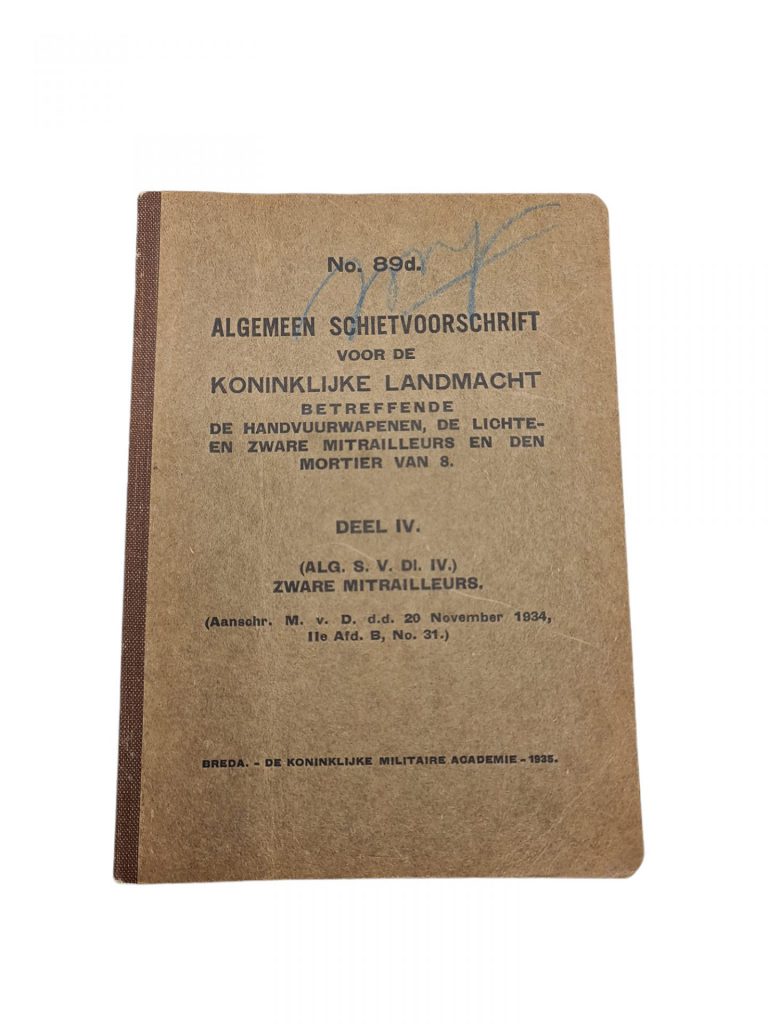 No. 89d.
ALGEMEEN SCHIETVOORSCHRIFT
VOOR DE
KONINKLIJKE LANDMACHT
BETREFFENDE
DE HANDVUURWAPENEN, DE LICHTE-
EN ZWARE MITRAILLEURS EN DEN
MORTIER VAN 8.
DEEL IV.
(ALG. S. V. Dl. IV.)
ZWARE MITRAILLEURS.
(Aanschr. M. v. D. d.d. 20 November 1934,
IIe Afd. B, No. 31.)
BREDA. - DE KONINKLIJKE MILITAIRE ACADEMIE - 1935.